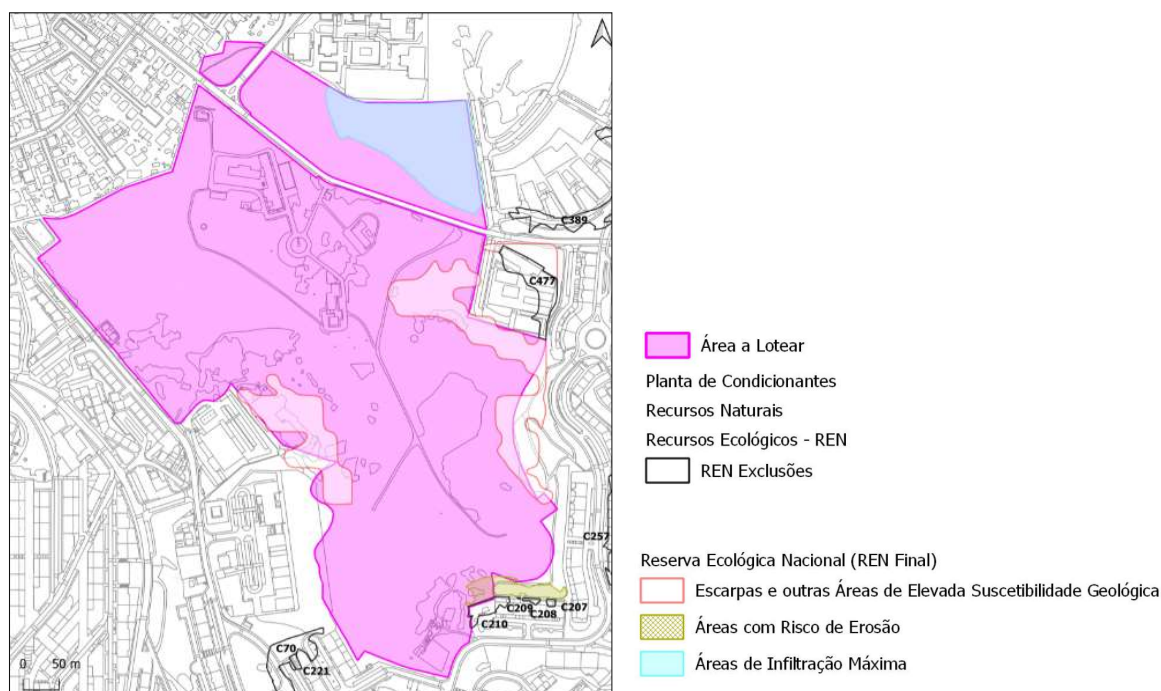 C389
C477
C257
C209
C207
C208
C210
C70
C221
0 50 m
Área a Lotear
Planta de Condicionantes
Recursos Naturais
Recursos Ecológicos - REN
REN Exclusões
Reserva Ecológica Nacional (REN Final)
Escarpas e outras Áreas de Elevada Suscetibilidade Geológica
Áreas com Risco de Erosão
Áreas de Infiltração Máxima